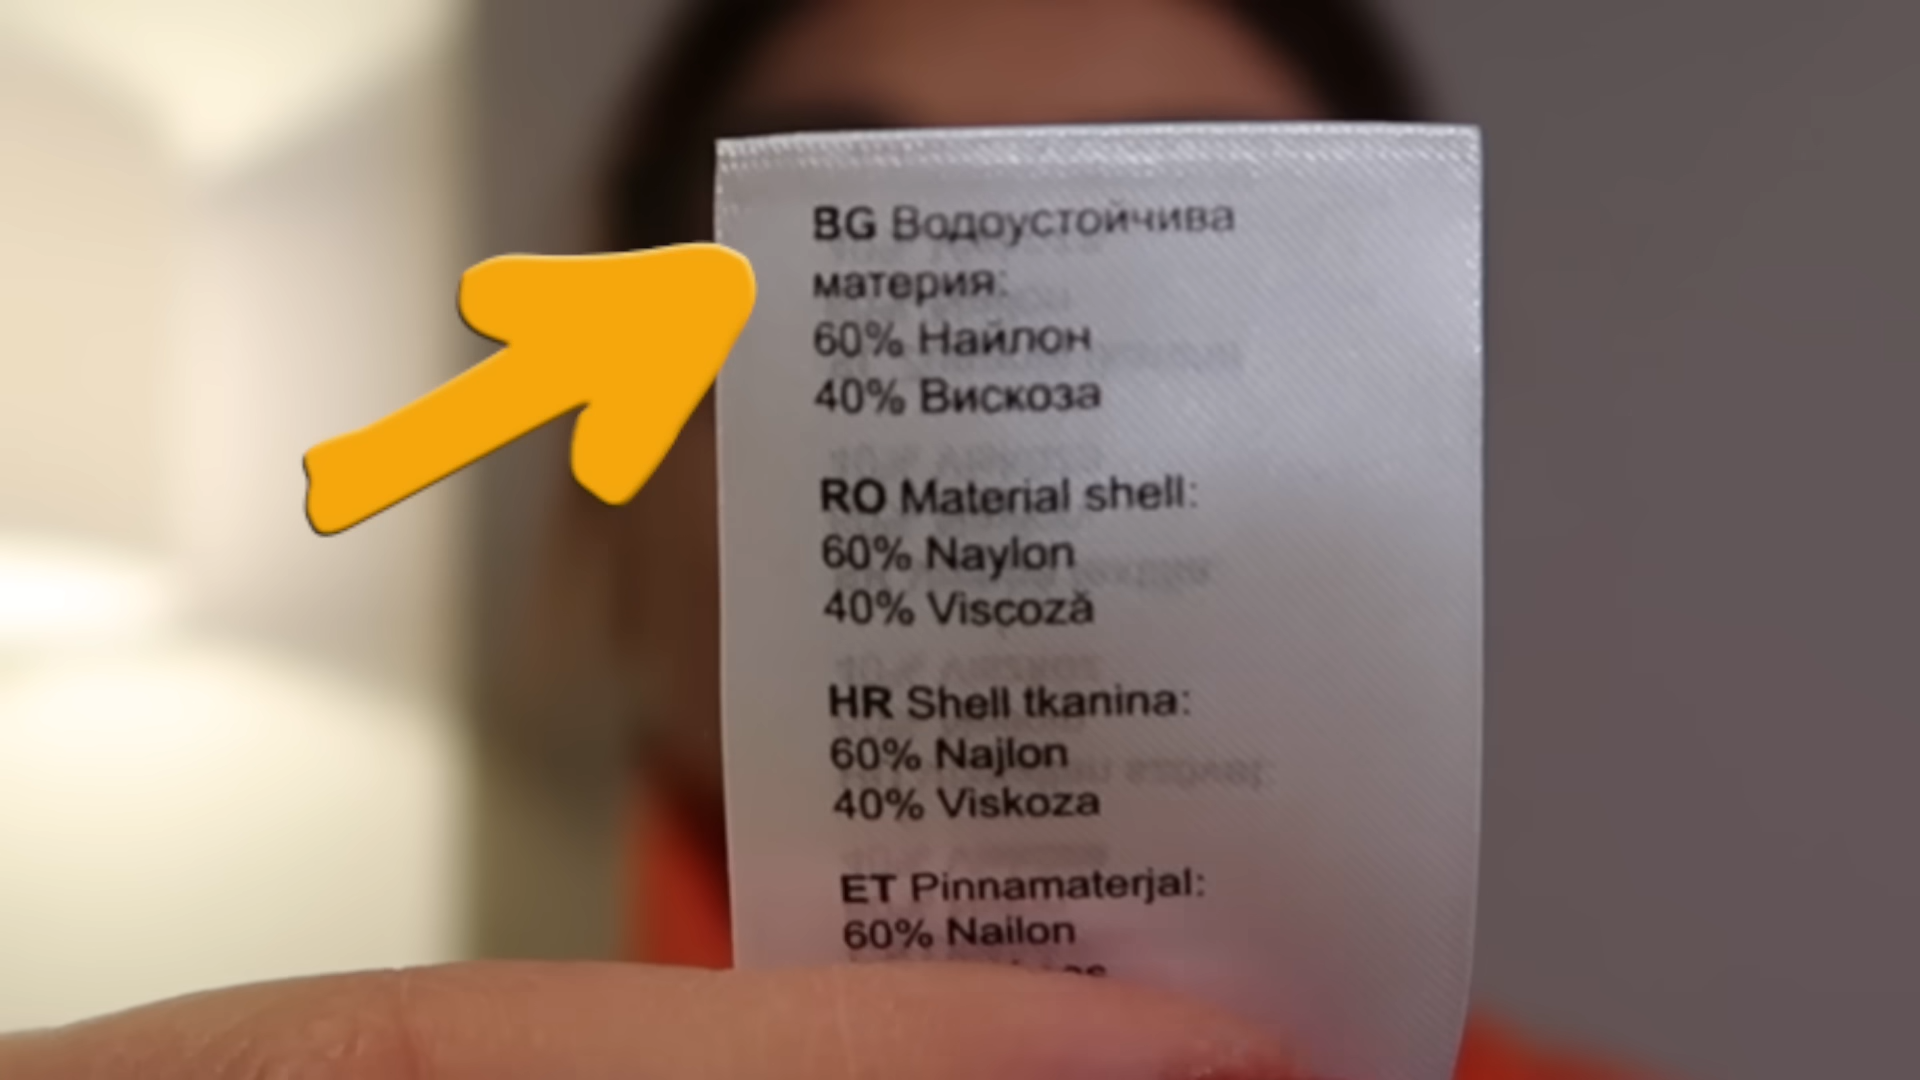 BG Водоустойчива
материя:
60% Найлон
40% Вискоза
RO Material shell:
60% Naylon
40% Viscoză
HR Shell tkanina:
60% Najlon
40% Viskoza
ET Pinnamaterjal:
60% Nailon